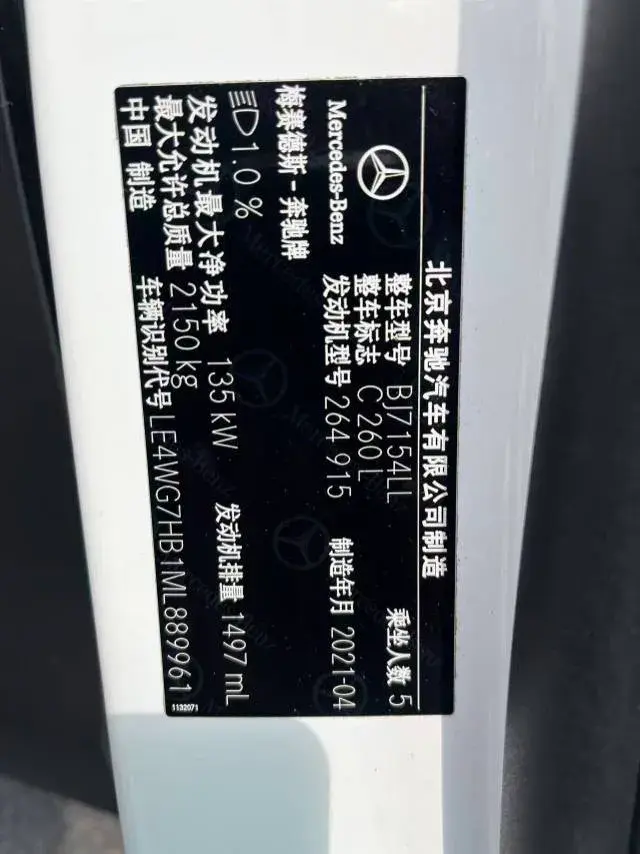 北京奔驰汽车有限公司制造
Mercedes-Benz
整车型号 BJ7154LL 乘坐人数 5
整车标志 C 260 L
发动机型号 264 915 制造年月 2021-04
梅赛德斯-奔驰牌
1.0 %
发动机最大净功率 135 kW 发动机排量 1497 mL
最大允许总质量 2150 kg
中国 制造 车辆识别代号 LE4WG7HB1ML889961
1132071